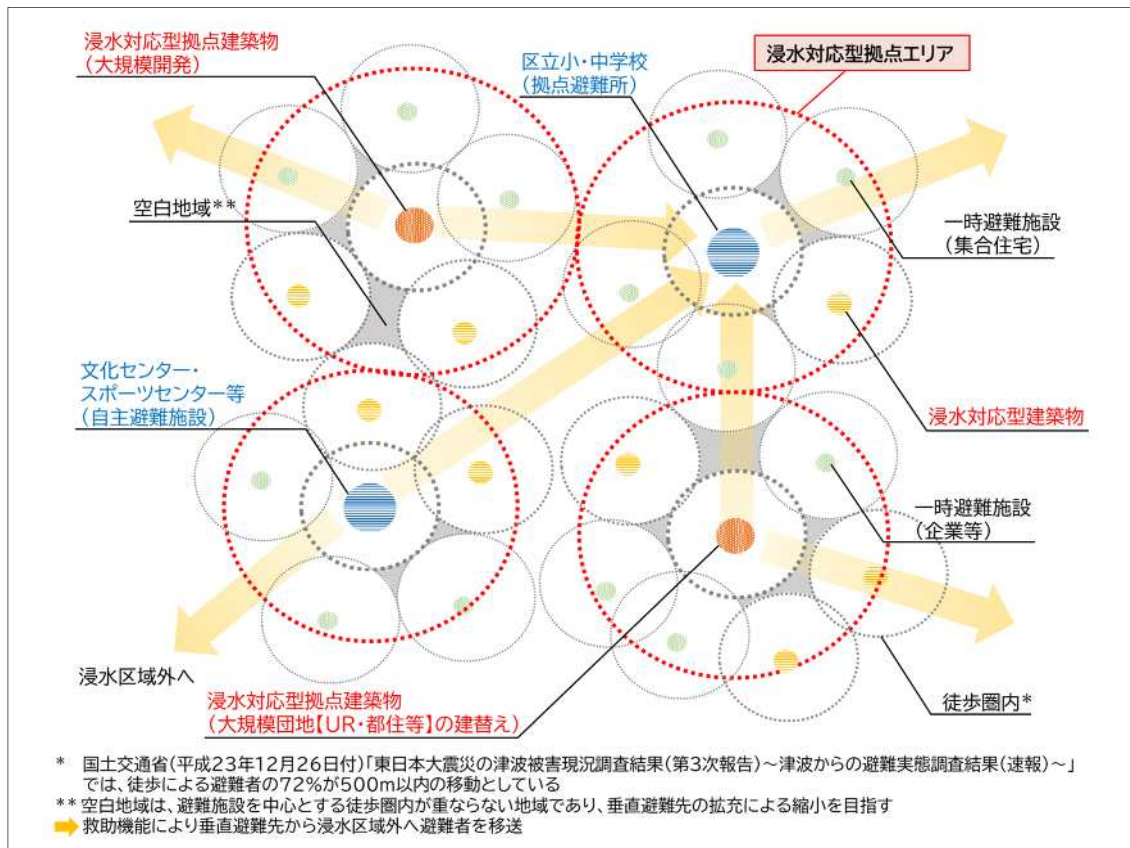 浸水対応型拠点建築物
(大規模開発)
区立小・中学校
(拠点避難所)
浸水対応型拠点エリア
空白地域**
一時避難施設
(集合住宅)
文化センター・
スポーツセンター等
(自主避難施設)
浸水対応型建築物
一時避難施設
(企業等)
浸水区域外へ
浸水対応型拠点建築物
(大規模団地【UR・都住等】の建替え)
徒歩圏内*
* 国土交通省(平成23年12月26日付)「東日本大震災の津波被害現況調査結果(第3次報告)~津波からの避難実態調査結果(速報)~」
では、徒歩による避難者の72%が500m以内の移動としている
** 空白地域は、避難施設を中心とする徒歩圏内が重ならない地域であり、垂直避難先の拡充による縮小を目指す
救助機能により垂直避難先から浸水区域外へ避難者を移送